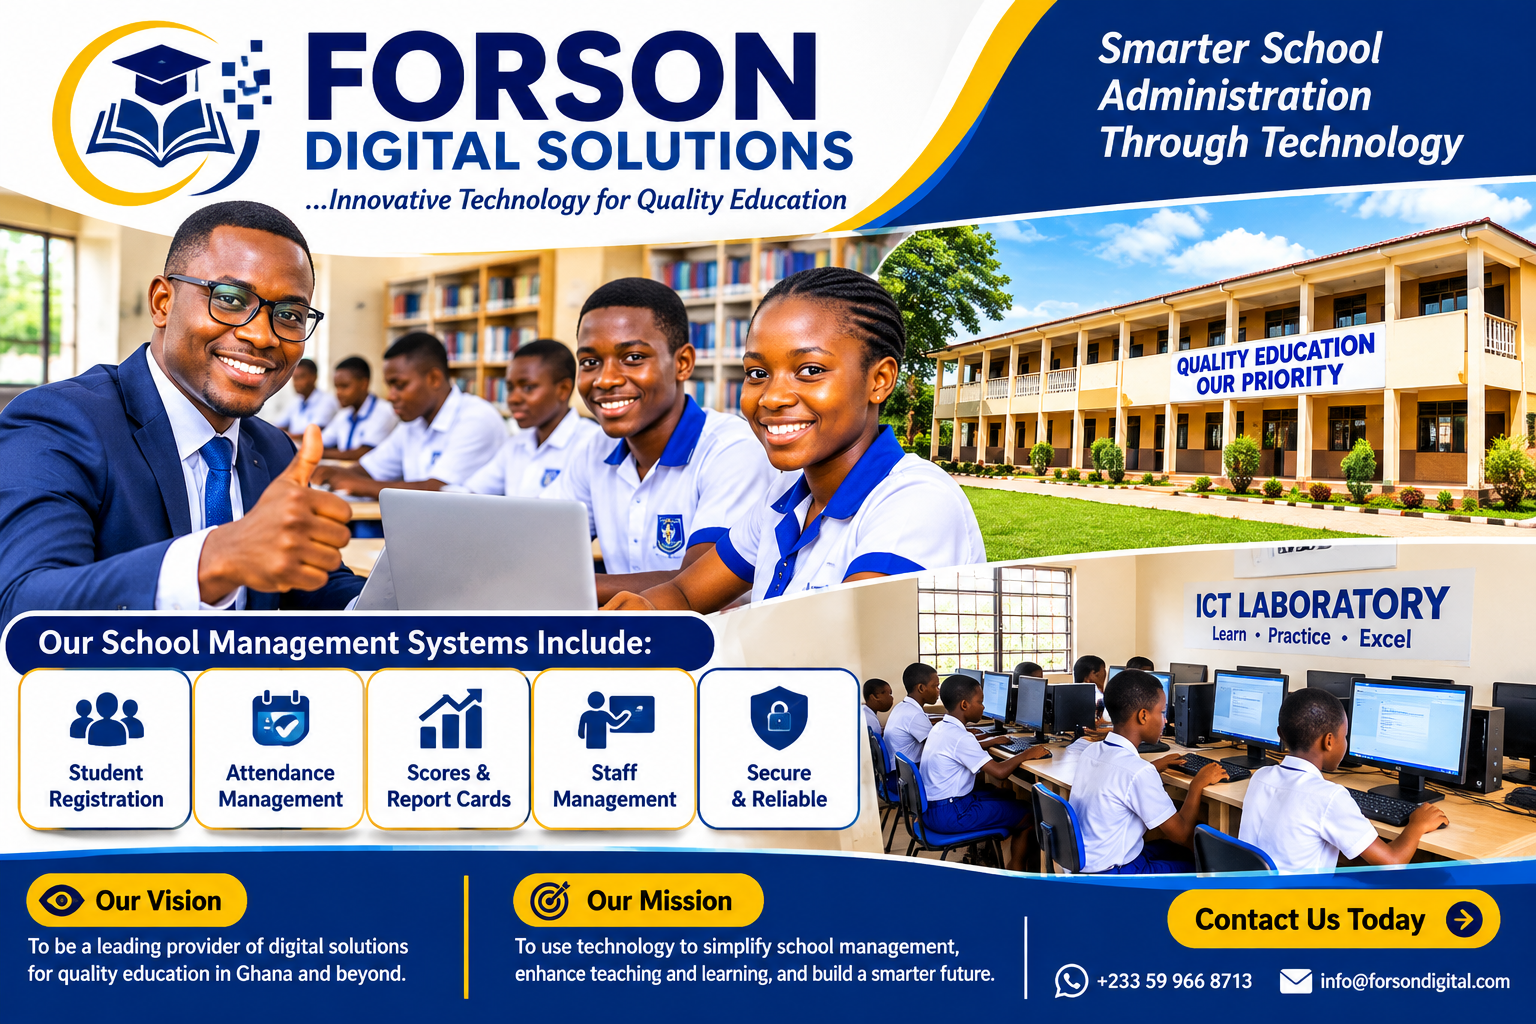 FORSON
DIGITAL SOLUTIONS
...Innovative Technology for Quality Education
Smarter School
Administration
Through Technology
QUALITY EDUCATION
OUR PRIORITY
ICT LABORATORY
Learn • Practice • Excel
Our School Management Systems Include:
Student
Registration
Attendance
Management
Scores &
Report Cards
Staff
Management
Secure
& Reliable
Our Vision
To be a leading provider of digital solutions
for quality education in Ghana and beyond.
Our Mission
To use technology to simplify school management,
enhance teaching and learning, and build a smarter future.
Contact Us Today
+233 59 966 8713
info@forsondigital.com